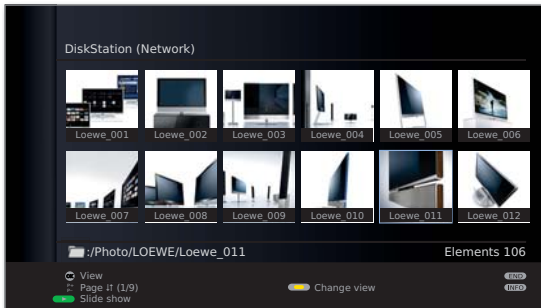 DiskStation (Network)
Loewe_001 Loewe_002 Loewe_003 Loewe_004 Loewe_005 Loewe_006
Loewe_007 Loewe_008 Loewe_009 Loewe_010 Loewe_011 Loewe_012
:/Photo/LOEWE/Loewe_011 Elements 106
View END
Page ↓↑ (1/9) Change view INFO
Slide show